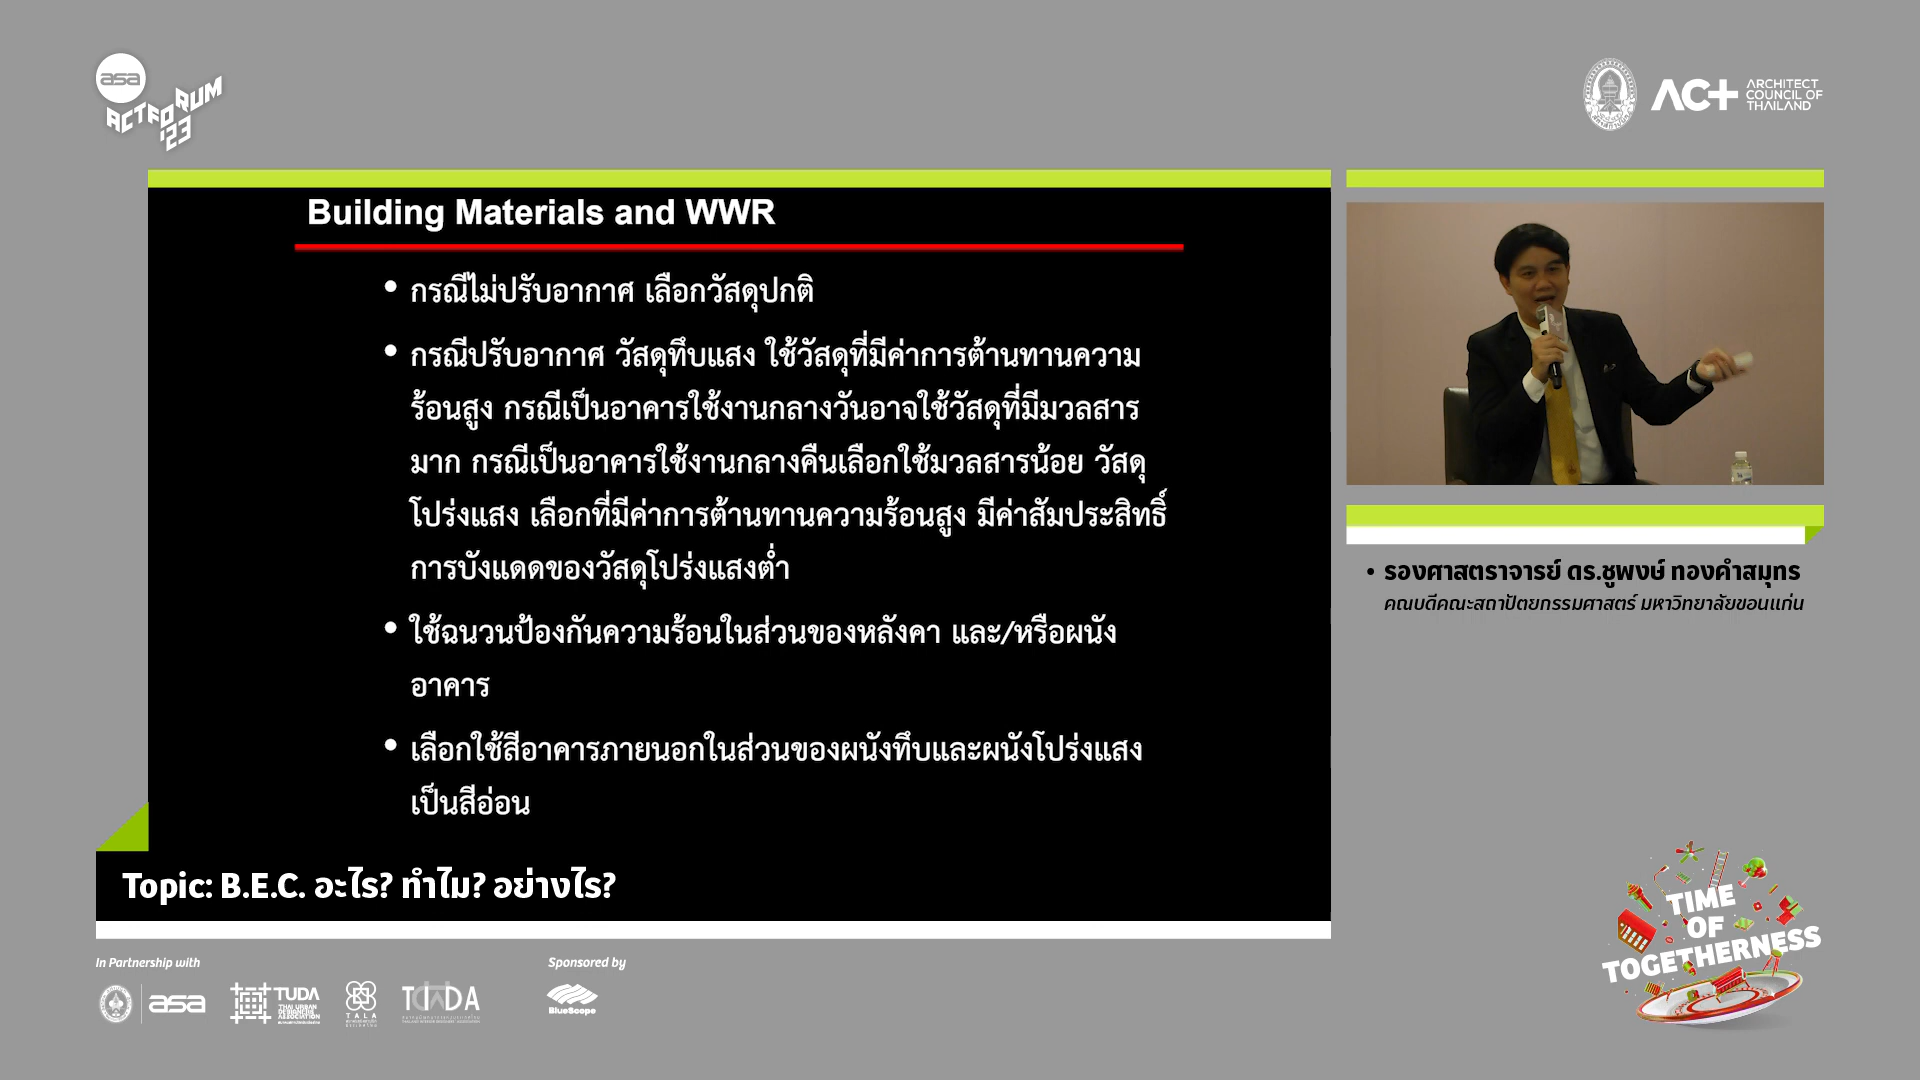 asa
ACTFORUM
'23
ACT
ARCHITECT
COUNCIL OF
THAILAND
Building Materials and WWR
• กรณีไม่ปรับอากาศ เลือกวัสดุปกติ
• กรณีปรับอากาศ วัสดุทึบแสง ใช้วัสดุที่มีค่าการต้านทานความ
ร้อนสูง กรณีเป็นอาคารใช้งานกลางวันอาจใช้วัสดุที่มีมวลสาร
มาก กรณีเป็นอาคารใช้งานกลางคืนเลือกใช้มวลสารน้อย วัสดุ
โปร่งแสง เลือกที่มีค่าการต้านทานความร้อนสูง มีค่าสัมประสิทธิ์
การบังแดดของวัสดุโปร่งแสงต่ำ
• ใช้ฉนวนป้องกันความร้อนในส่วนของหลังคา และ/หรือผนัง
อาคาร
• เลือกใช้สีอาคารภายนอกในส่วนของผนังทึบและผนังโปร่งแสง
เป็นสีอ่อน
• รองศาสตราจารย์ ดร.ชูพงษ์ ทองคำสมุทร
คณบดีคณะสถาปัตยกรรมศาสตร์ มหาวิทยาลัยขอนแก่น
Topic: B.E.C. อะไร? ทำไม? อย่างไร?
TIME
OF
TOGETHERNESS
In Partnership with
asa
TUDA
THAI URBAN
DESIGNERS
ASSOCIATION
TALA
TIDA
Sponsored by
BlueScope